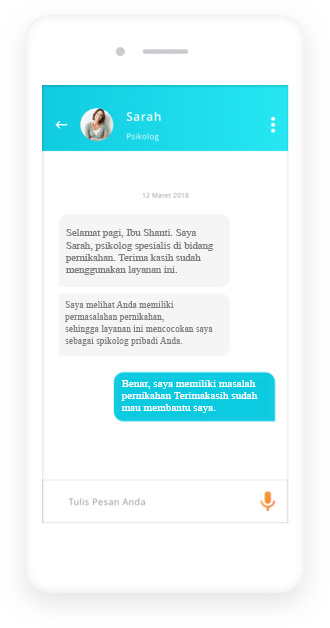 Sarah
Psikolog
12 Maret 2018
Selamat pagi, Ibu Shanti. Saya
Sarah, psikolog spesialis di bidang
pernikahan. Terima kasih sudah
menggunakan layanan ini.
Saya melihat Anda memiliki
permasalahan pernikahan,
sehingga layanan ini mencocokan saya
sebagai spikolog pribadi Anda.
Benar, saya memiliki masalah
pernikahan Terimakasih sudah
mau membantu saya.
Tulis Pesan Anda